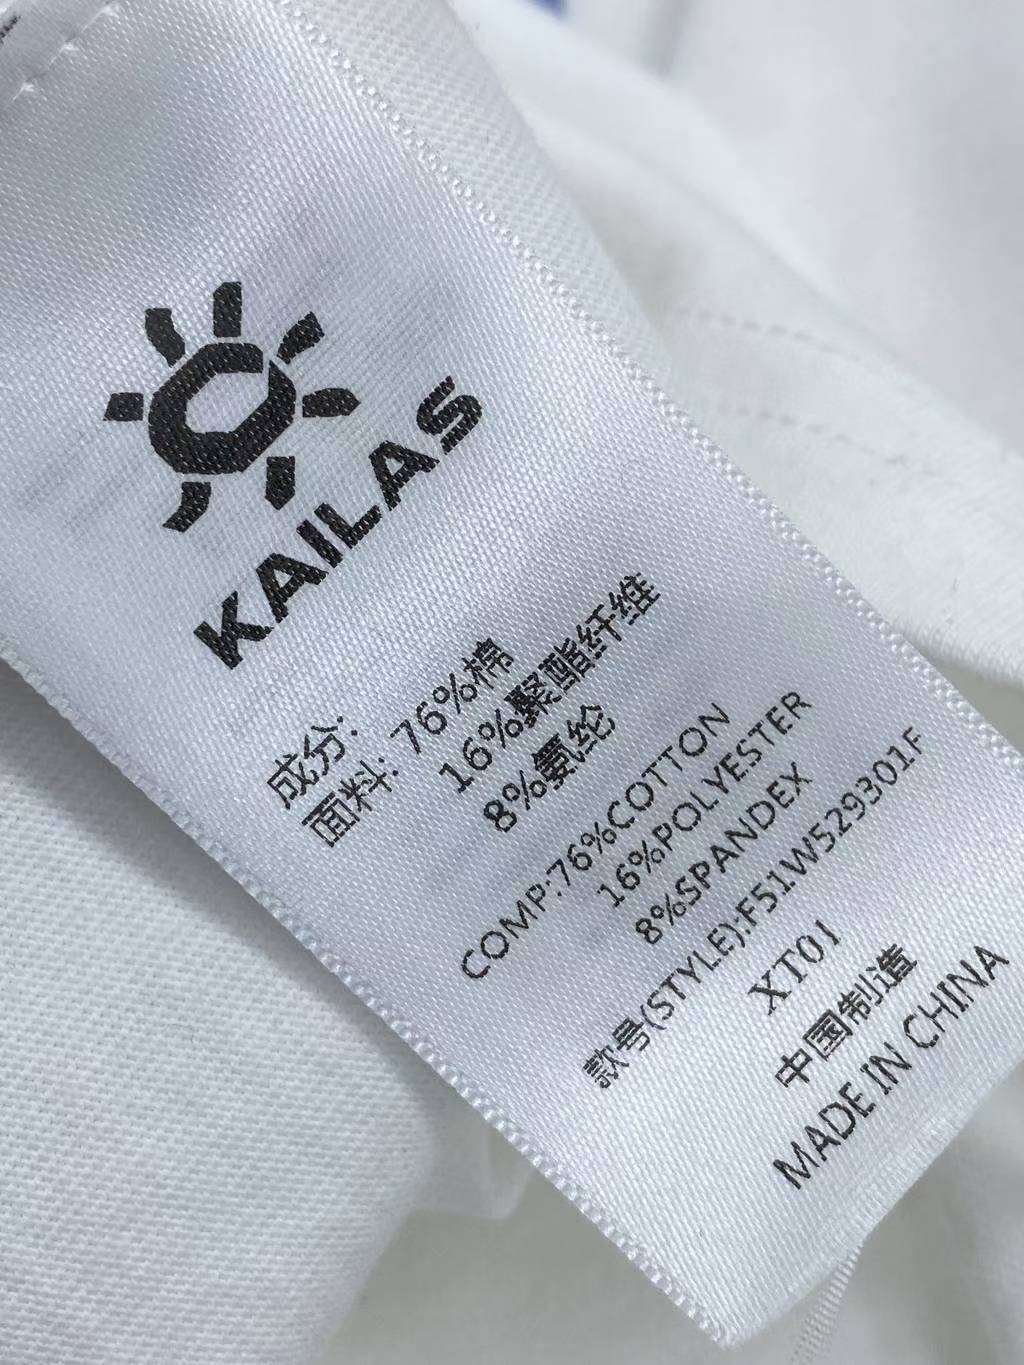 KAILAS
成分:
面料: 76%棉
16%聚酯纤维
8%氨纶
COMP:76%COTTON
16%POLYESTER
8%SPANDEX
款号(STYLE):F51W529301F
XT01
中国制造
MADE IN CHINA